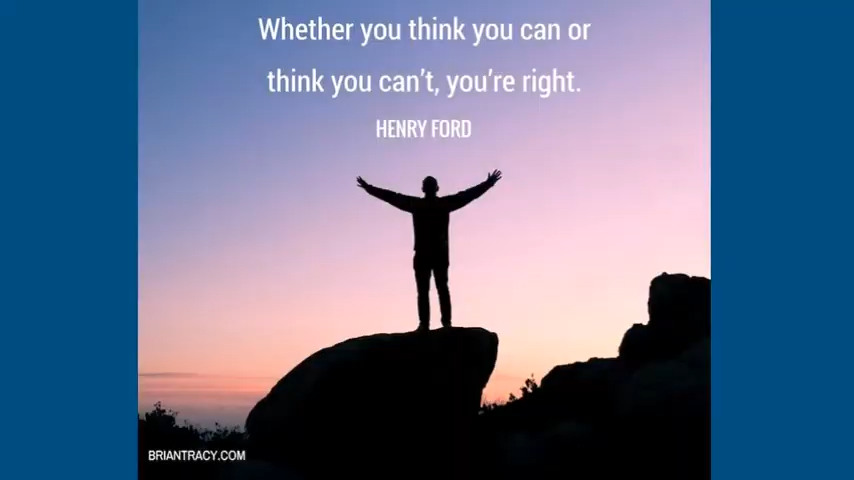 Whether you think you can or
think you can't, you're right.
HENRY FORD
BRIANTRACY.COM